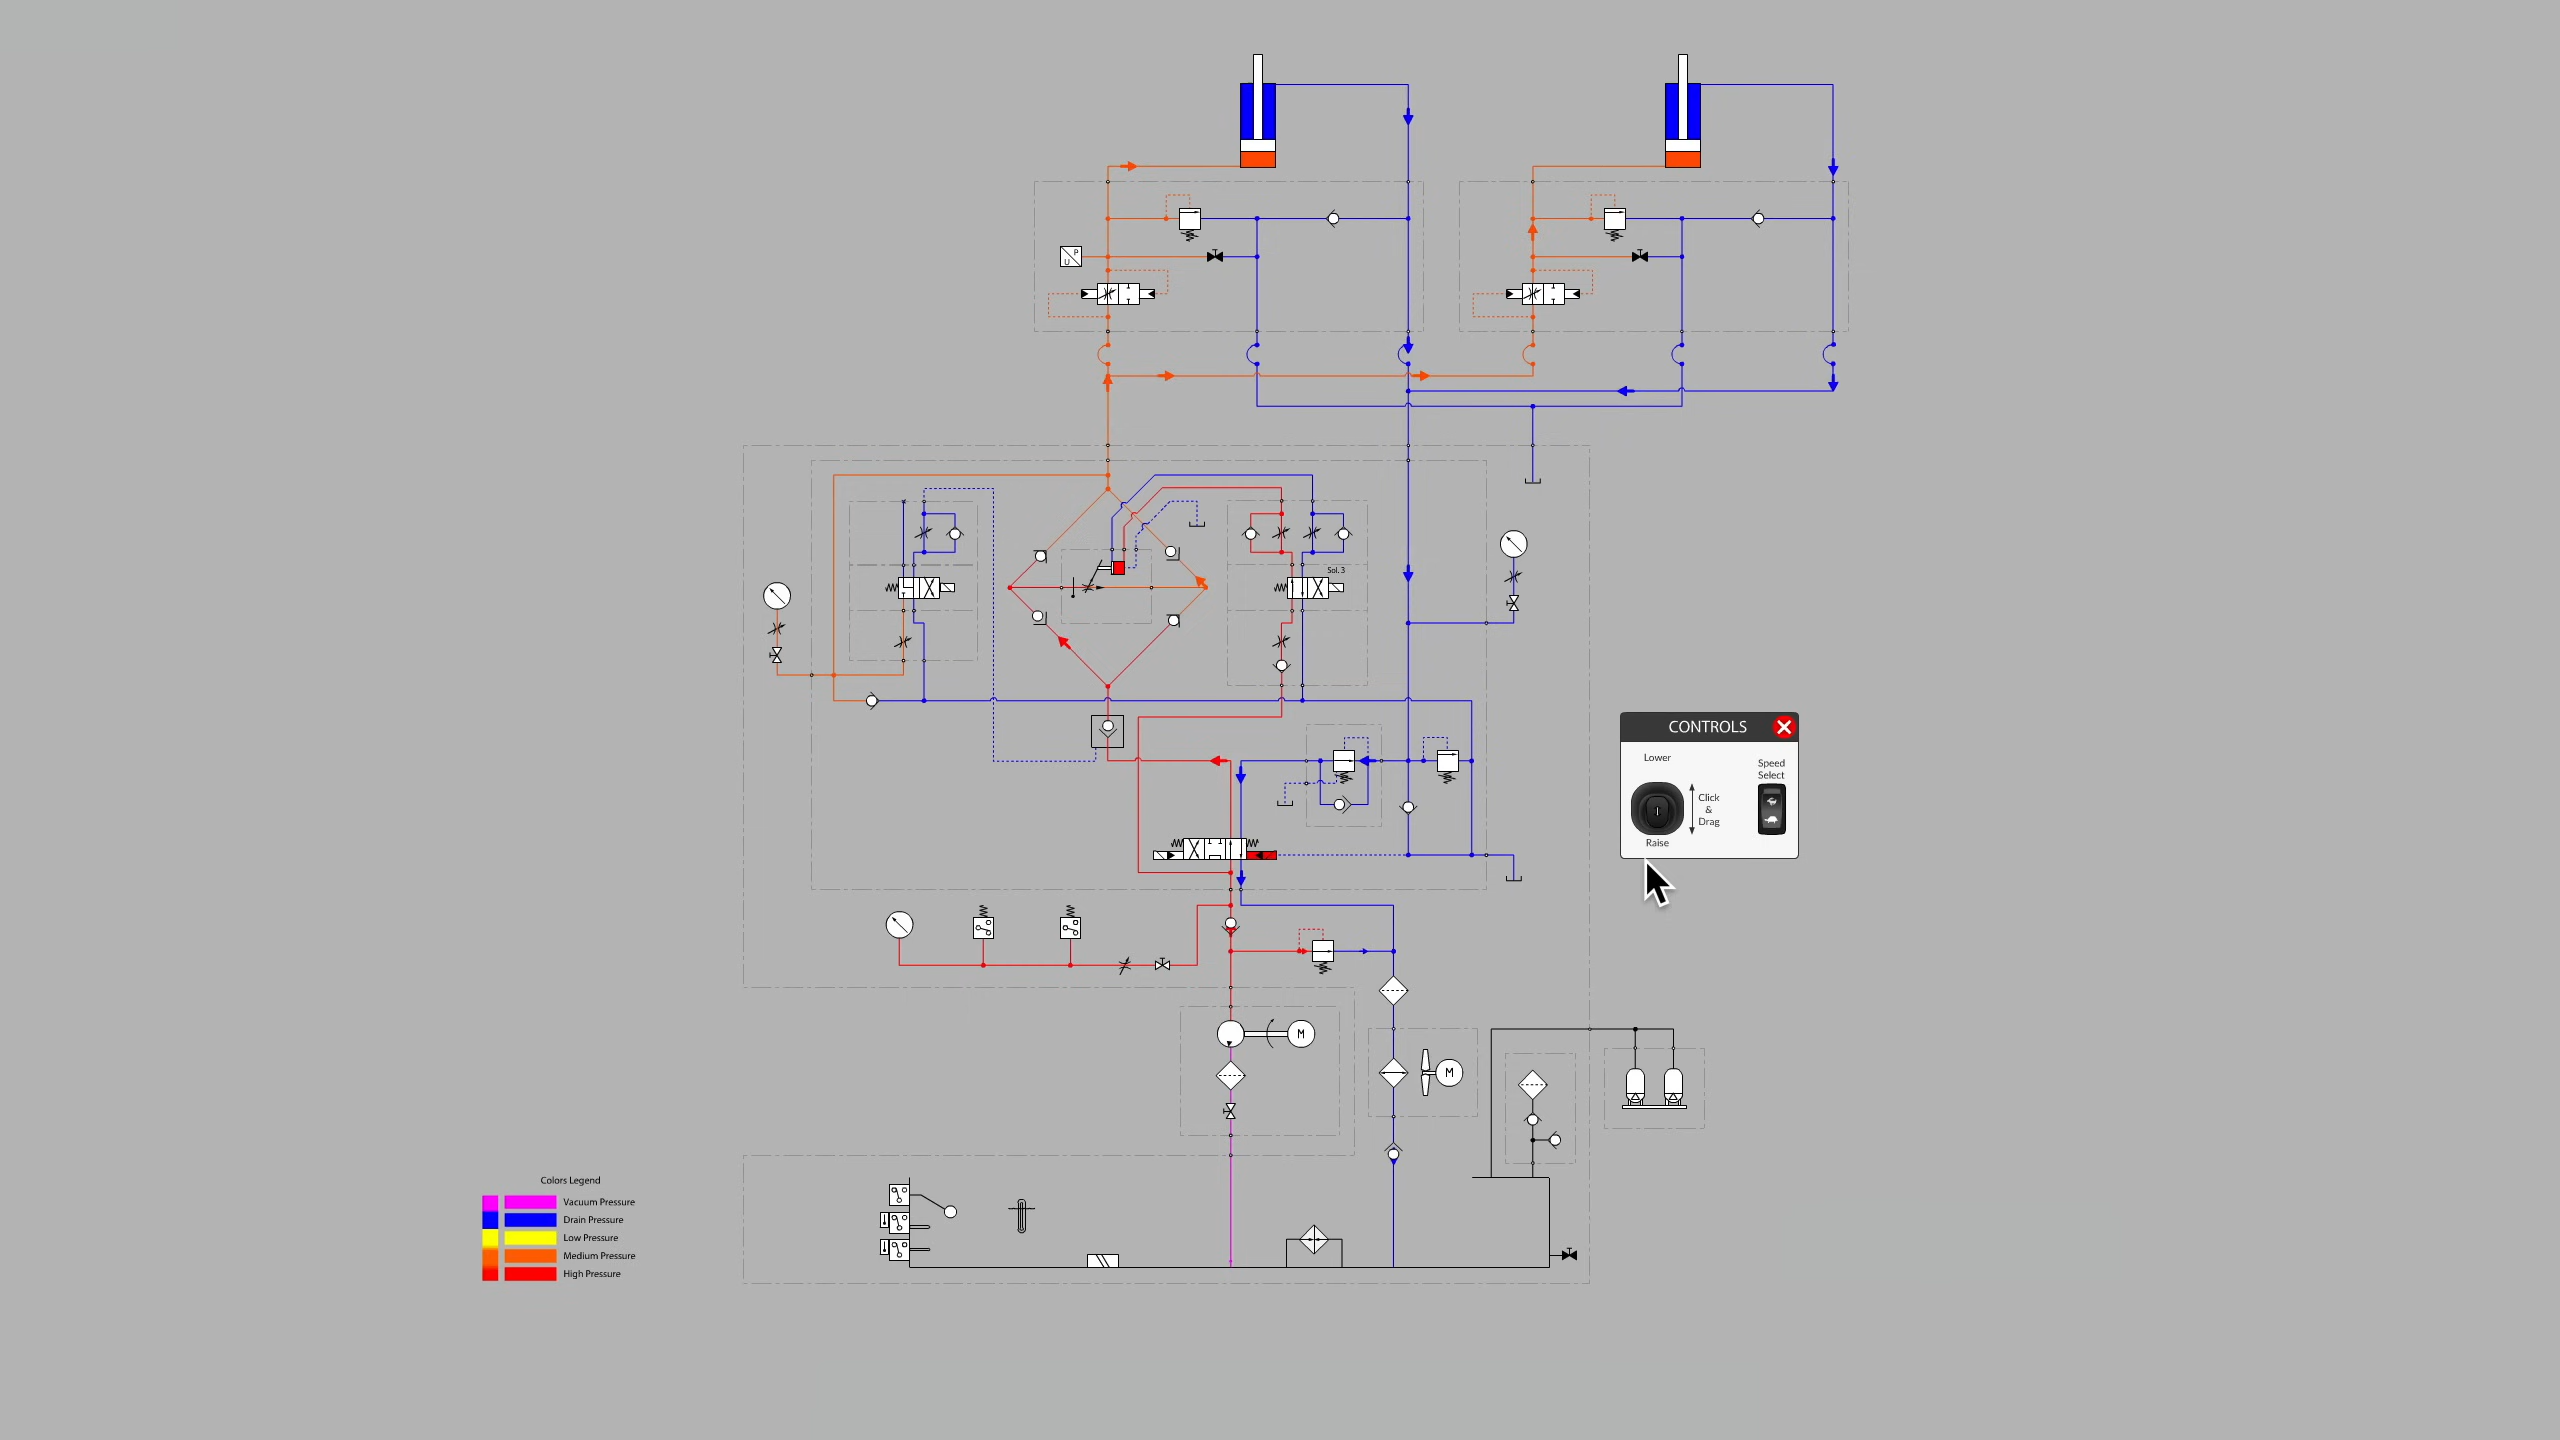 P
U
Sol. 3
CONTROLS
Lower
Speed
Select
Click
&
Drag
Raise
M
M
Colors Legend
Vacuum Pressure
Drain Pressure
Low Pressure
Medium Pressure
High Pressure